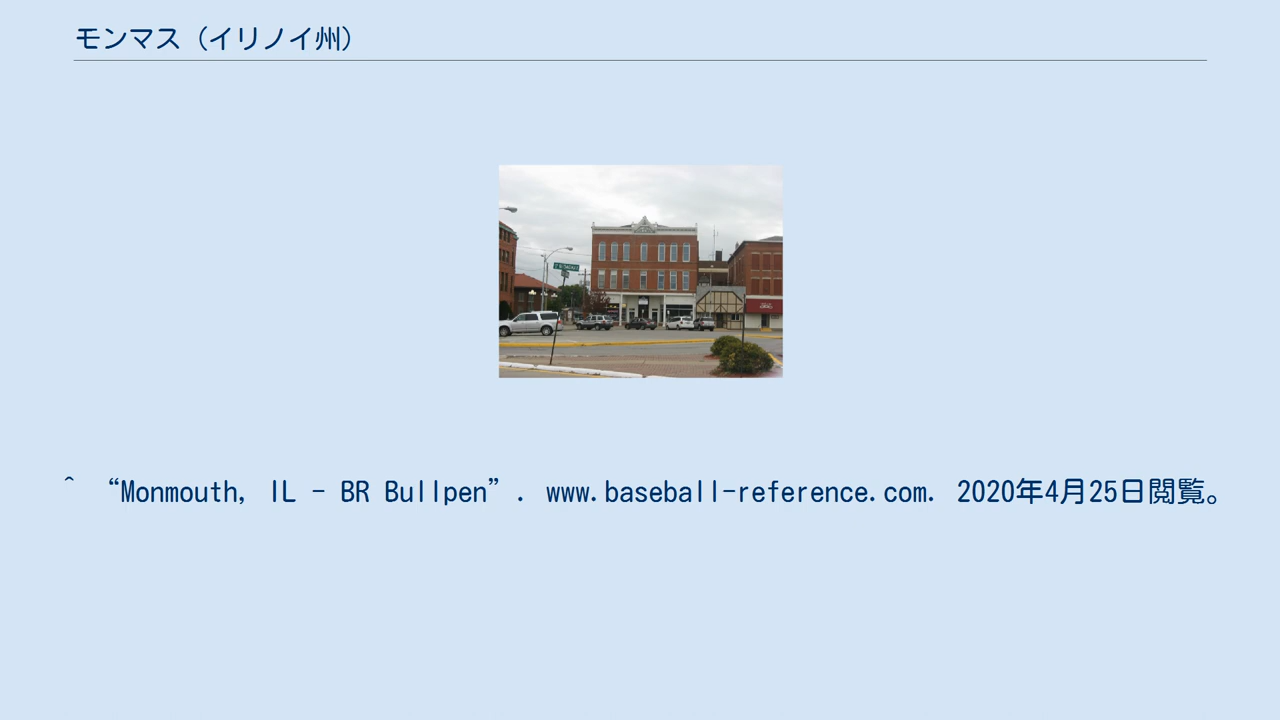 モンマス（イリノイ州）
^ “Monmouth, IL - BR Bullpen”. www.baseball-reference.com. 2020年4月25日閲覧。